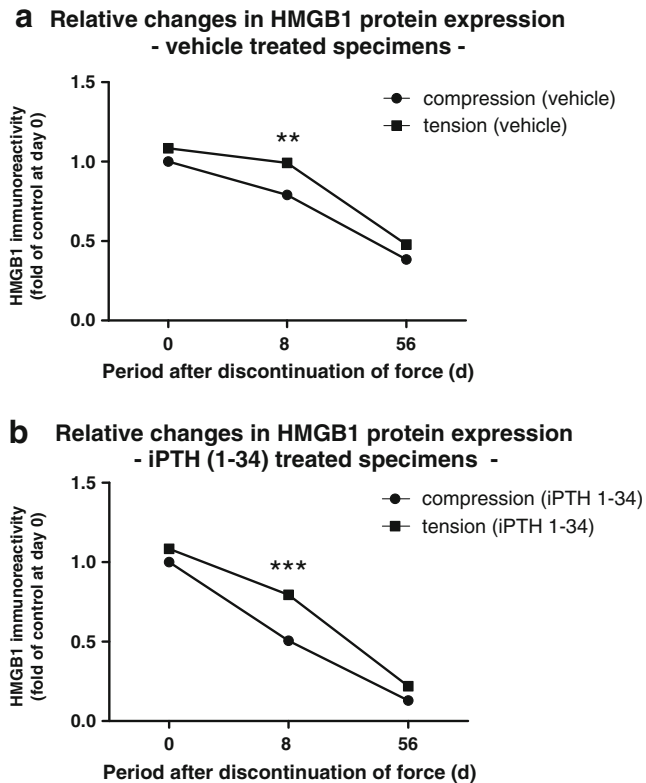 a Relative changes in HMGB1 protein expression
- vehicle treated specimens -
HMGB1 immunoreactivity
(fold of control at day 0)
1.5
1.0
0.5
0.0
compression (vehicle)
tension (vehicle)
**
0 8 56
Period after discontinuation of force (d)
b Relative changes in HMGB1 protein expression
- iPTH (1-34) treated specimens -
HMGB1 immunoreactivity
(fold of control at day 0)
1.5
1.0
0.5
0.0
compression (iPTH 1-34)
tension (iPTH 1-34)
***
0 8 56
Period after discontinuation of force (d)